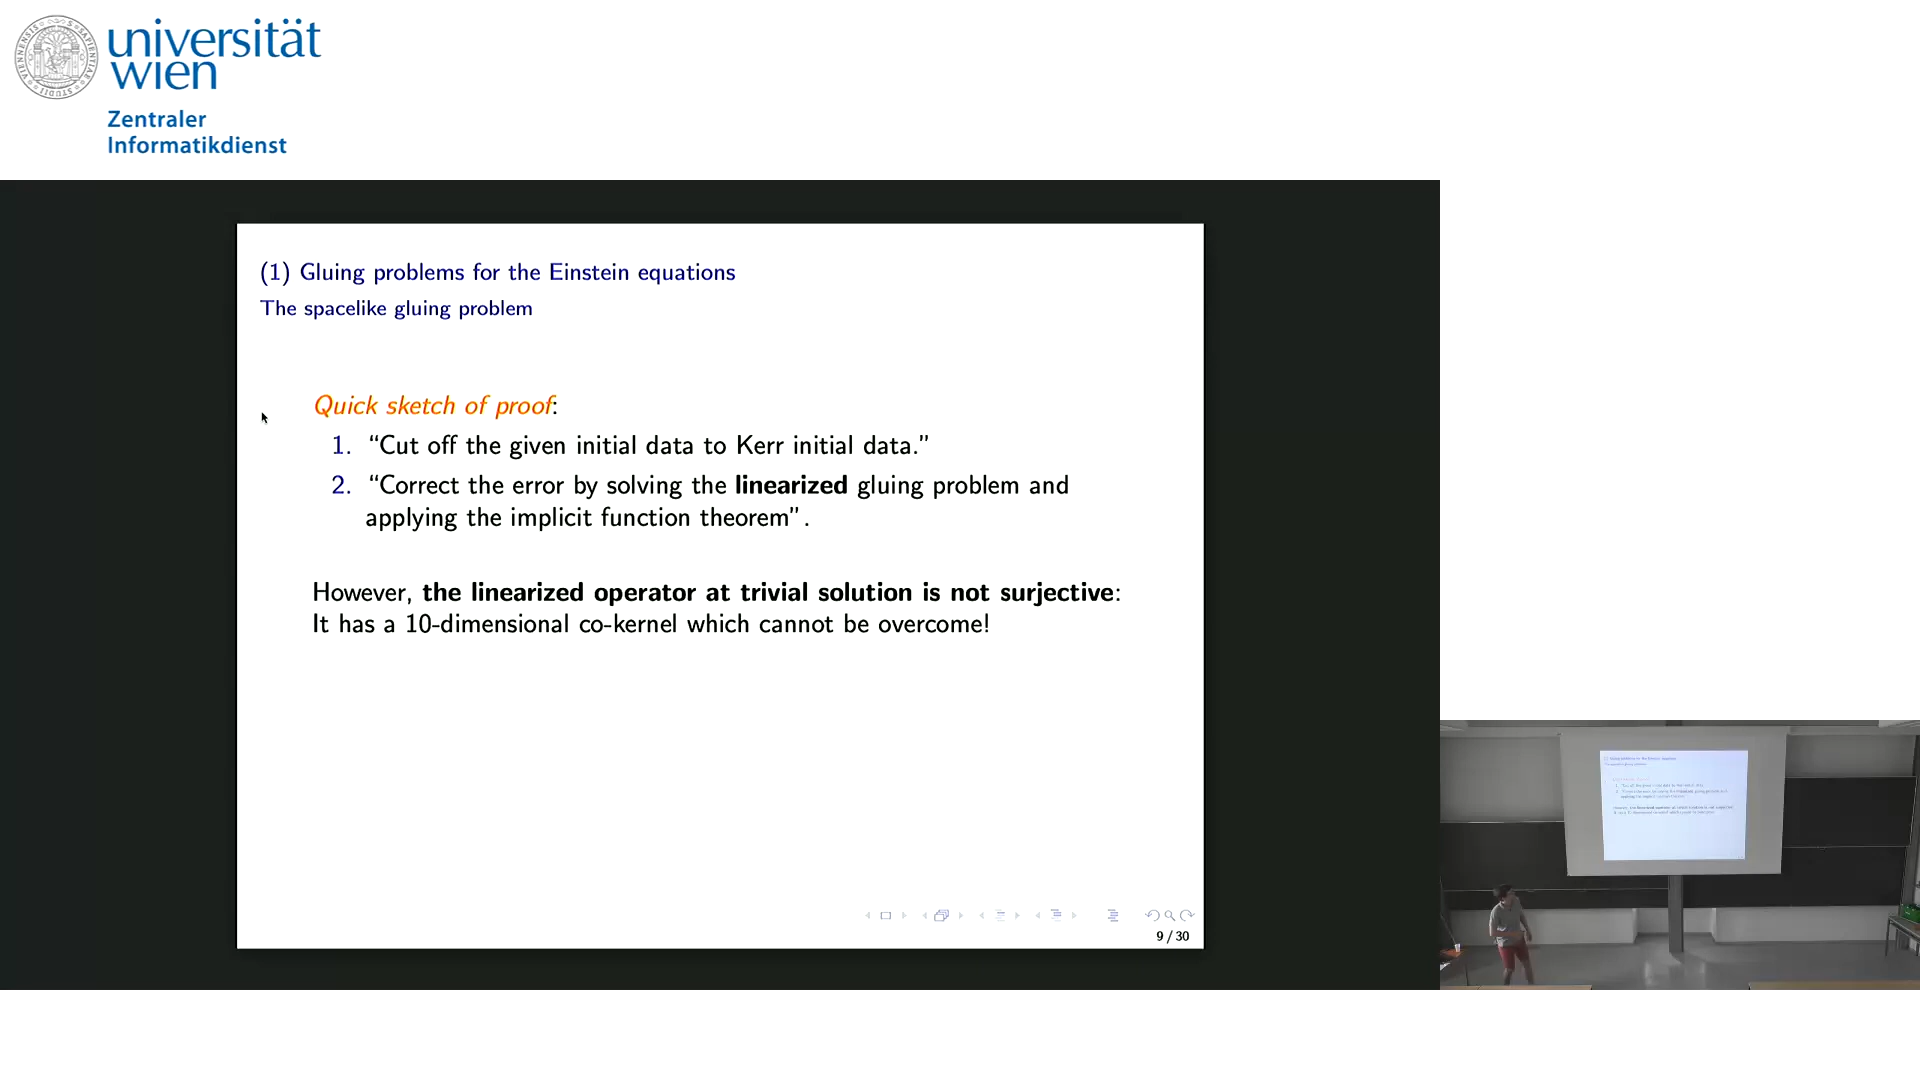 universität
wien
Zentraler
Informatikdienst
(1) Gluing problems for the Einstein equations
The spacelike gluing problem
Quick sketch of proof:
1. “Cut off the given initial data to Kerr initial data.”
2. “Correct the error by solving the linearized gluing problem and
applying the implicit function theorem”.
However, the linearized operator at trivial solution is not surjective:
It has a 10-dimensional co-kernel which cannot be overcome!
9 / 30